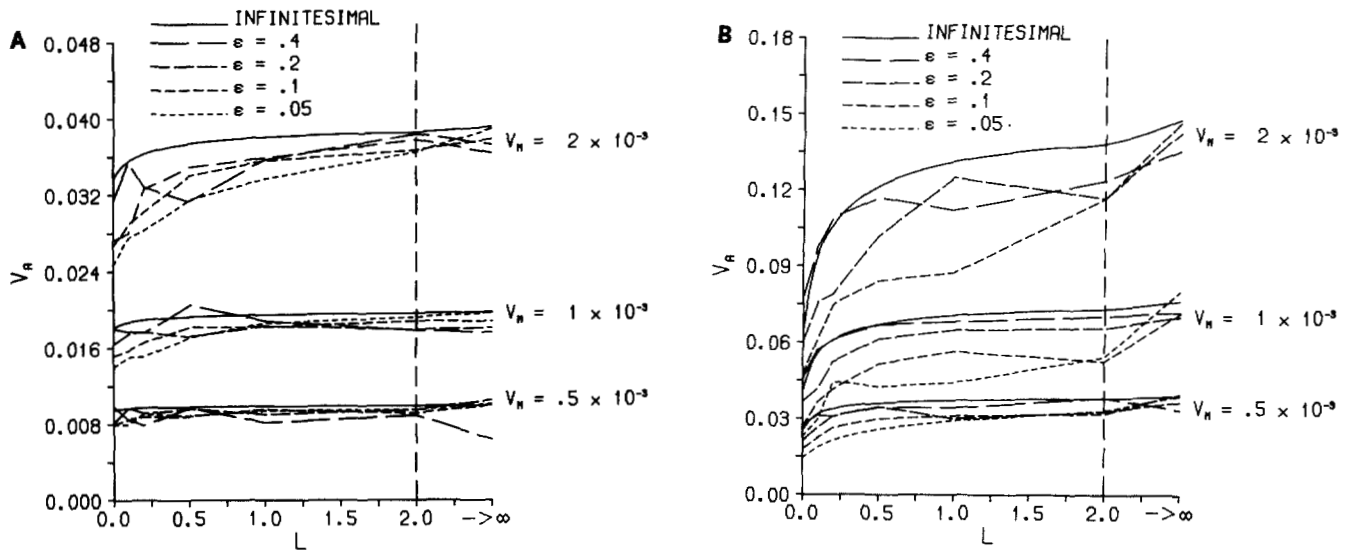 A
INFINITESIMAL
ε = .4
ε = .2
ε = .1
ε = .05
0.048
0.040
0.032
0.024
0.016
0.008
0.000
V_A
V_M = 2 × 10⁻³
V_M = 1 × 10⁻³
V_M = .5 × 10⁻³
0.0 0.5 1.0 1.5 2.0 —>∞
L
B
INFINITESIMAL
ε = .4
ε = .2
ε = .1
ε = .05
0.18
0.15
0.12
0.09
0.06
0.03
0.00
V_A
V_M = 2 × 10⁻³
V_M = 1 × 10⁻³
V_M = .5 × 10⁻³
0.0 0.5 1.0 1.5 2.0 —>∞
L